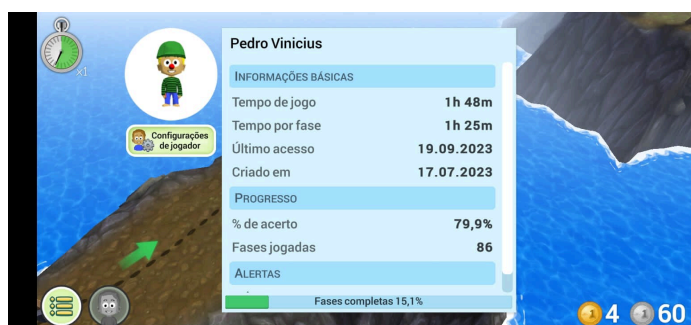 x1
Configurações
de jogador
Pedro Vinicius
INFORMAÇÕES BÁSICAS
Tempo de jogo 1h 48m
Tempo por fase 1h 25m
Último acesso 19.09.2023
Criado em 17.07.2023
PROGRESSO
% de acerto 79,9%
Fases jogadas 86
ALERTAS
Fases completas 15,1%
1 4 1 60